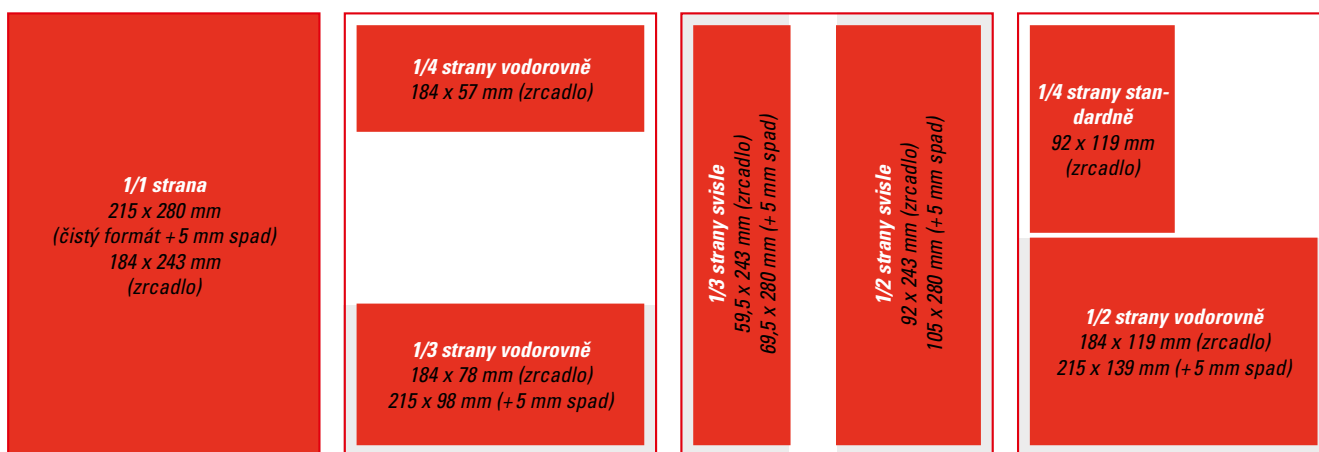 1/1 strana
215 x 280 mm
(čistý formát + 5 mm spad)
184 x 243 mm
(zrcadlo)
1/4 strany vodorovně
184 x 57 mm (zrcadlo)
1/3 strany vodorovně
184 x 78 mm (zrcadlo)
215 x 98 mm (+ 5 mm spad)
1/3 strany svisle
59,5 x 243 mm (zrcadlo)
69,5 x 280 mm (+ 5 mm spad)
1/2 strany svisle
92 x 243 mm (zrcadlo)
105 x 280 mm (+ 5 mm spad)
1/4 strany stan-
dardně
92 x 119 mm
(zrcadlo)
1/2 strany vodorovně
184 x 119 mm (zrcadlo)
215 x 139 mm (+ 5 mm spad)